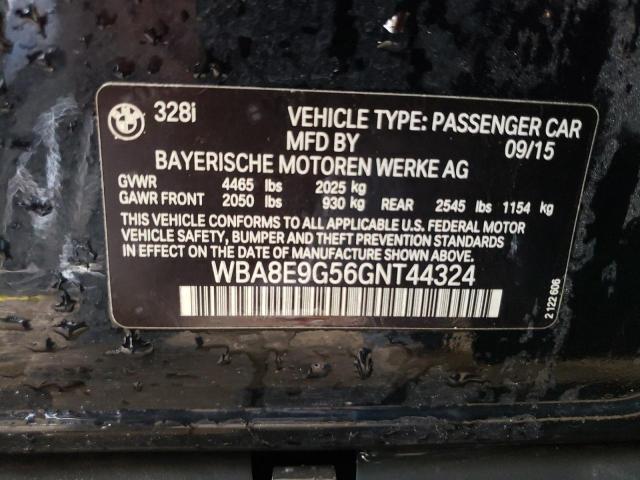 BMW 328i VEHICLE TYPE: PASSENGER CAR
MFD BY 09/15
BAYERISCHE MOTOREN WERKE AG
GVWR 4465 lbs 2025 kg
GAWR FRONT 2050 lbs 930 kg REAR 2545 lbs 1154 kg
THIS VEHICLE CONFORMS TO ALL APPLICABLE U.S. FEDERAL MOTOR
VEHICLE SAFETY, BUMPER AND THEFT PREVENTION STANDARDS
IN EFFECT ON THE DATE OF MANUFACTURE SHOWN ABOVE.
WBA8E9G56GNT44324
2 122 606